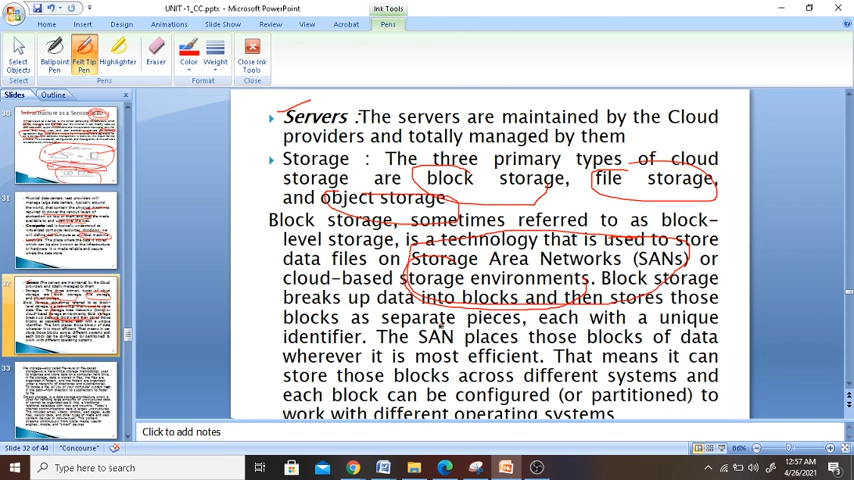 UNIT -1_CC.pptx - Microsoft PowerPoint
Ink Tools
Home Insert Design Animations Slide Show Review View Acrobat Pens
Select Objects
Ballpoint Pen
Felt Tip Pen
Highlighter
Eraser
Color
Weight
Close Ink Tools
Select
Pens
Format
Close
Slides Outline
30
Infrastructure as a Service
31
32
33
Servers :The servers are maintained by the Cloud
providers and totally managed by them
Storage : The three primary types of cloud
storage are block storage, file storage,
and object storage
Block storage, sometimes referred to as block-
level storage, is a technology that is used to store
data files on Storage Area Networks (SANs) or
cloud-based storage environments. Block storage
breaks up data into blocks and then stores those
blocks as separate pieces, each with a unique
identifier. The SAN places those blocks of data
wherever it is most efficient. That means it can
store those blocks across different systems and
each block can be configured (or partitioned) to
work with different operating systems
Click to add notes
Slide 32 of 44 "Concourse" 86%
Type here to search
12:57 AM
4/26/2021